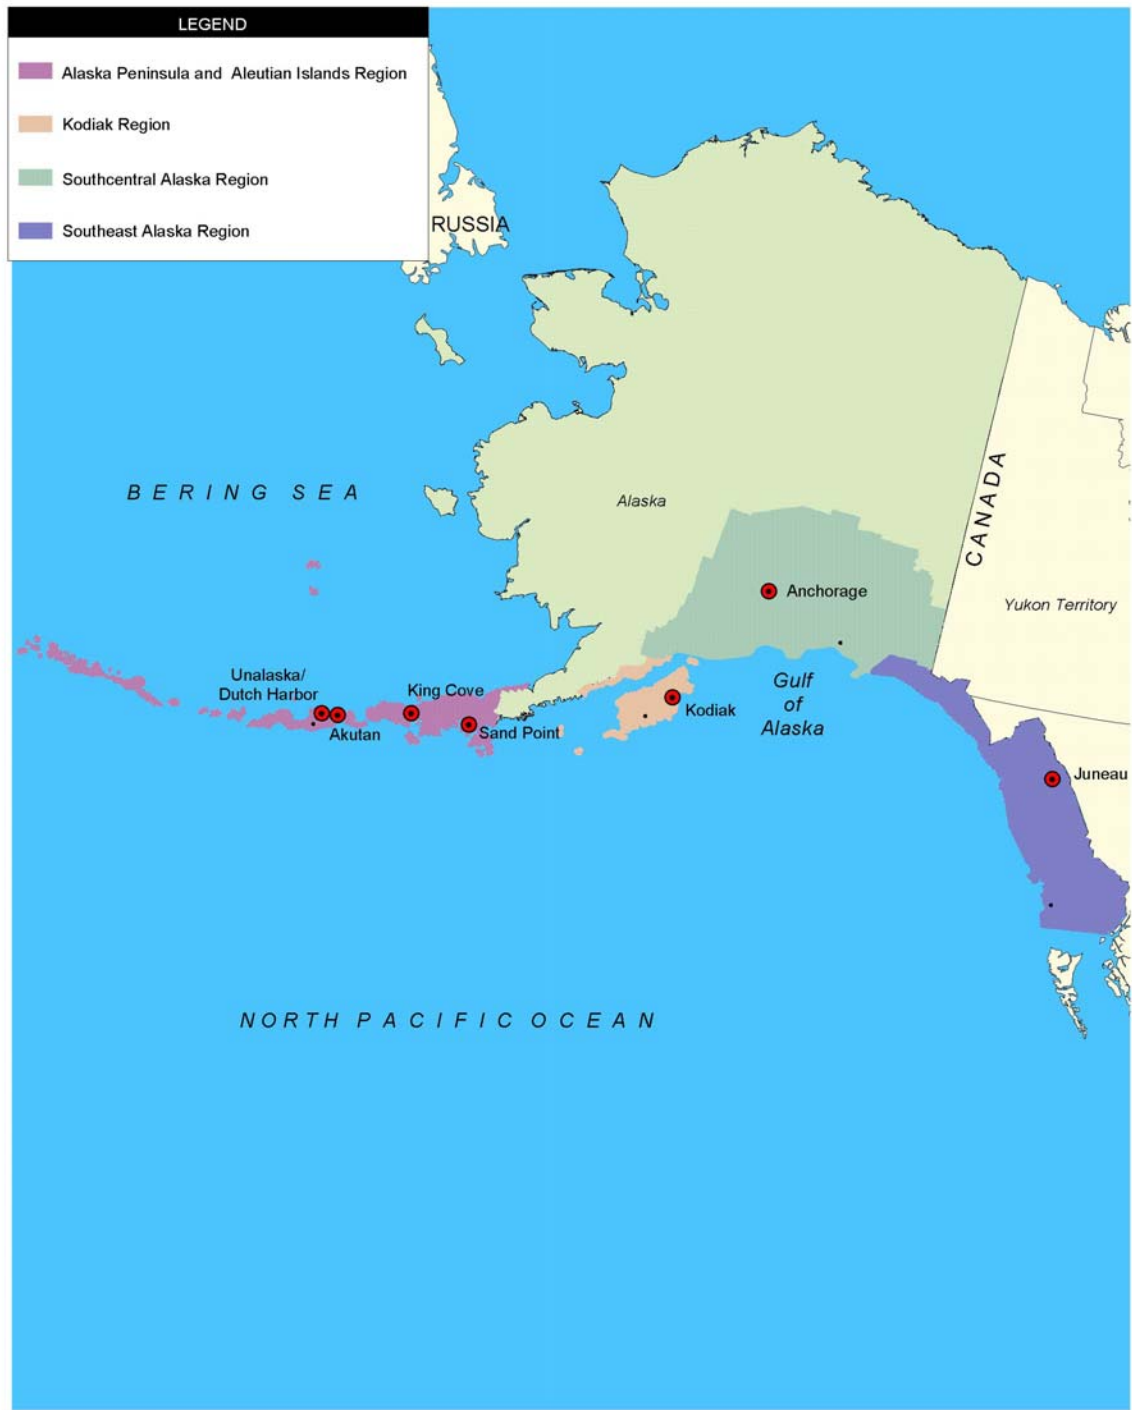 LEGEND
Alaska Peninsula and Aleutian Islands Region
Kodiak Region
Southcentral Alaska Region
Southeast Alaska Region
RUSSIA
BERING SEA
Alaska
CANADA
Anchorage
Yukon Territory
Unalaska/
Dutch Harbor
King Cove
Akutan
Sand Point
Kodiak
Gulf
of
Alaska
Juneau
NORTH PACIFIC OCEAN